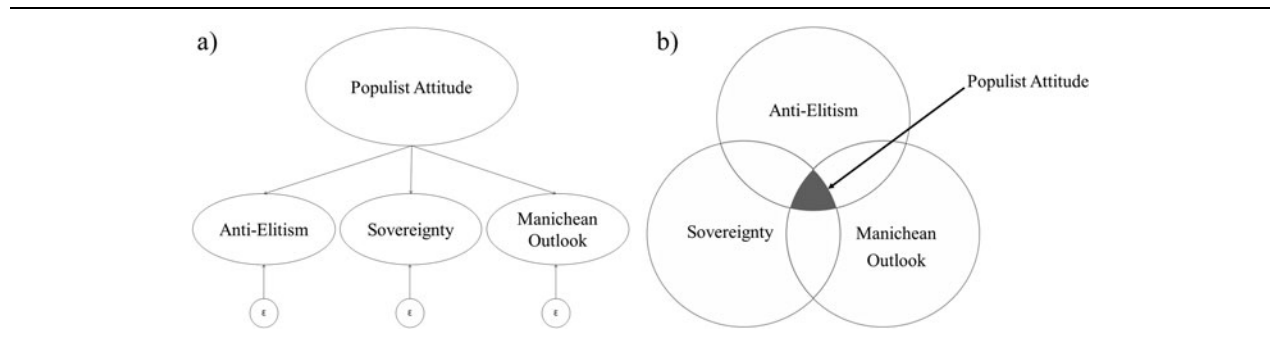 a)
Populist Attitude
Anti-Elitism
Sovereignty
Manichean
Outlook
ε
ε
ε
b)
Populist Attitude
Anti-Elitism
Sovereignty
Manichean
Outlook